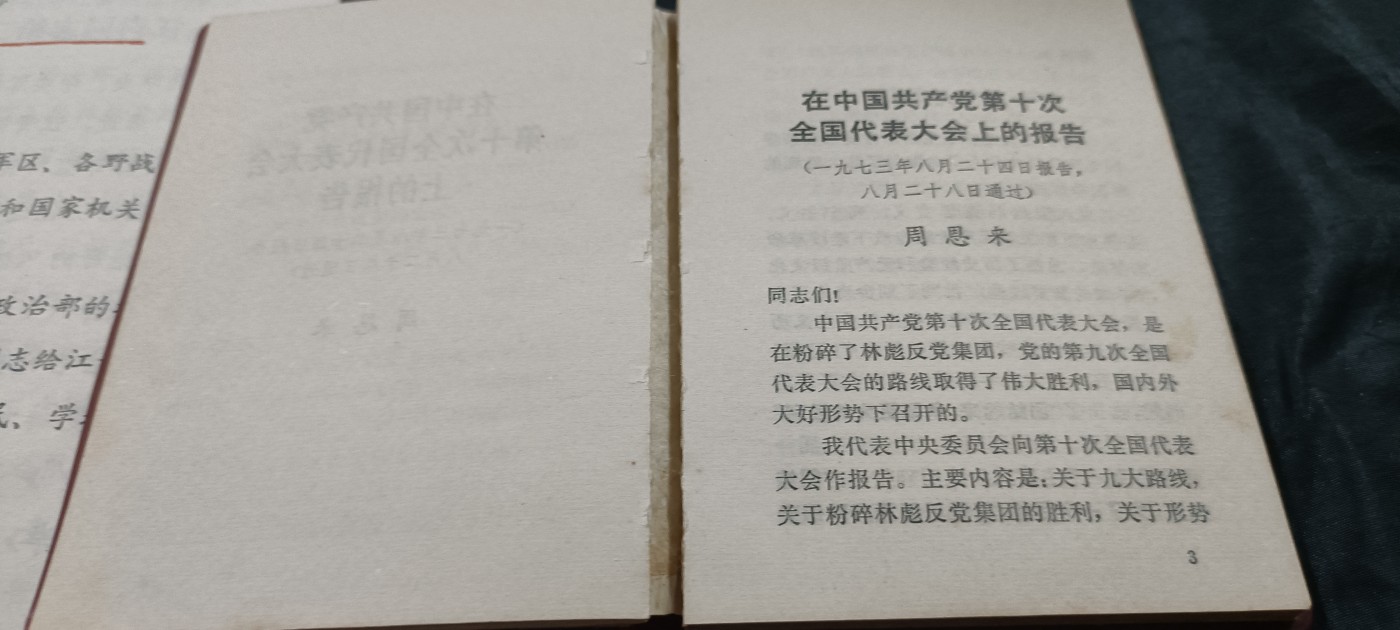 军区、各野战
和国家机关
政治部的
志给江
、学
在中国共产党第十次
全国代表大会上的报告
(一九七三年八月二十四日报告,
八月二十八日通过)
周恩来
同志们!
中国共产党第十次全国代表大会,是
在粉碎了林彪反党集团,党的第九次全国
代表大会的路线取得了伟大胜利,国内外
大好形势下召开的。
我代表中央委员会向第十次全国代表
大会作报告。主要内容是:关于九大路线,
关于粉碎林彪反党集团的胜利,关于形势
3